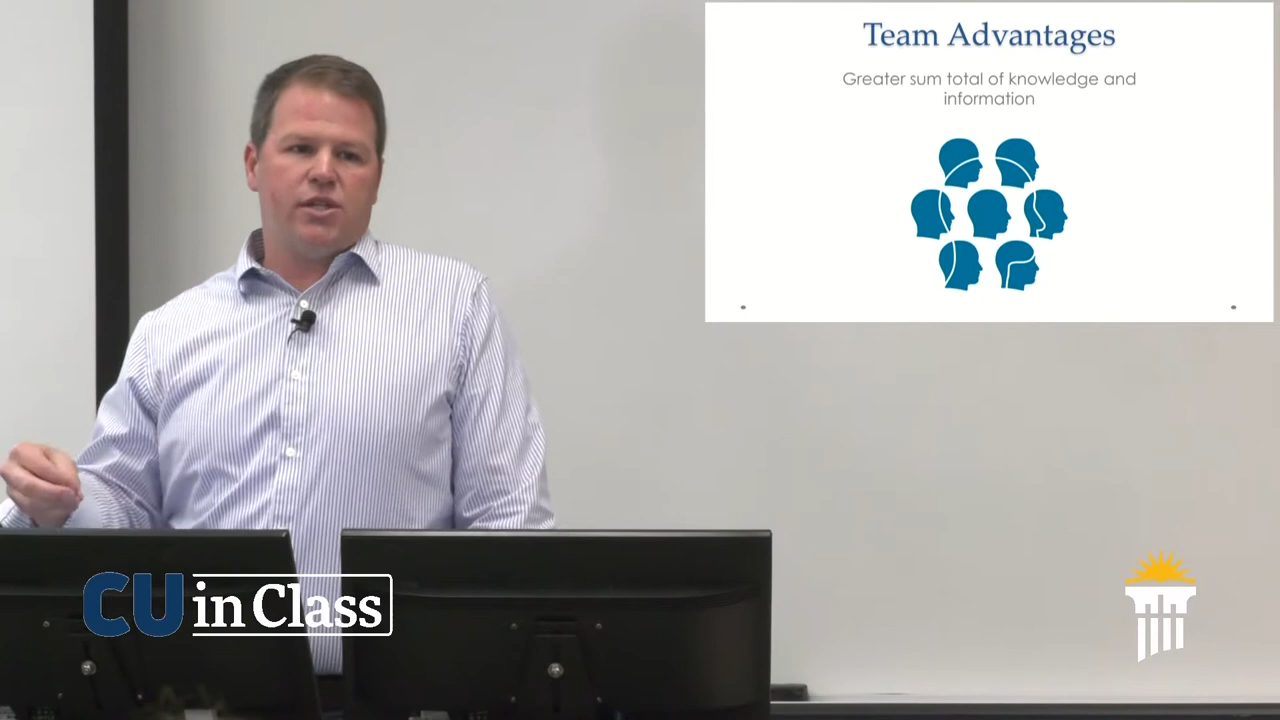 Team Advantages
Greater sum total of knowledge and
information
CU in Class